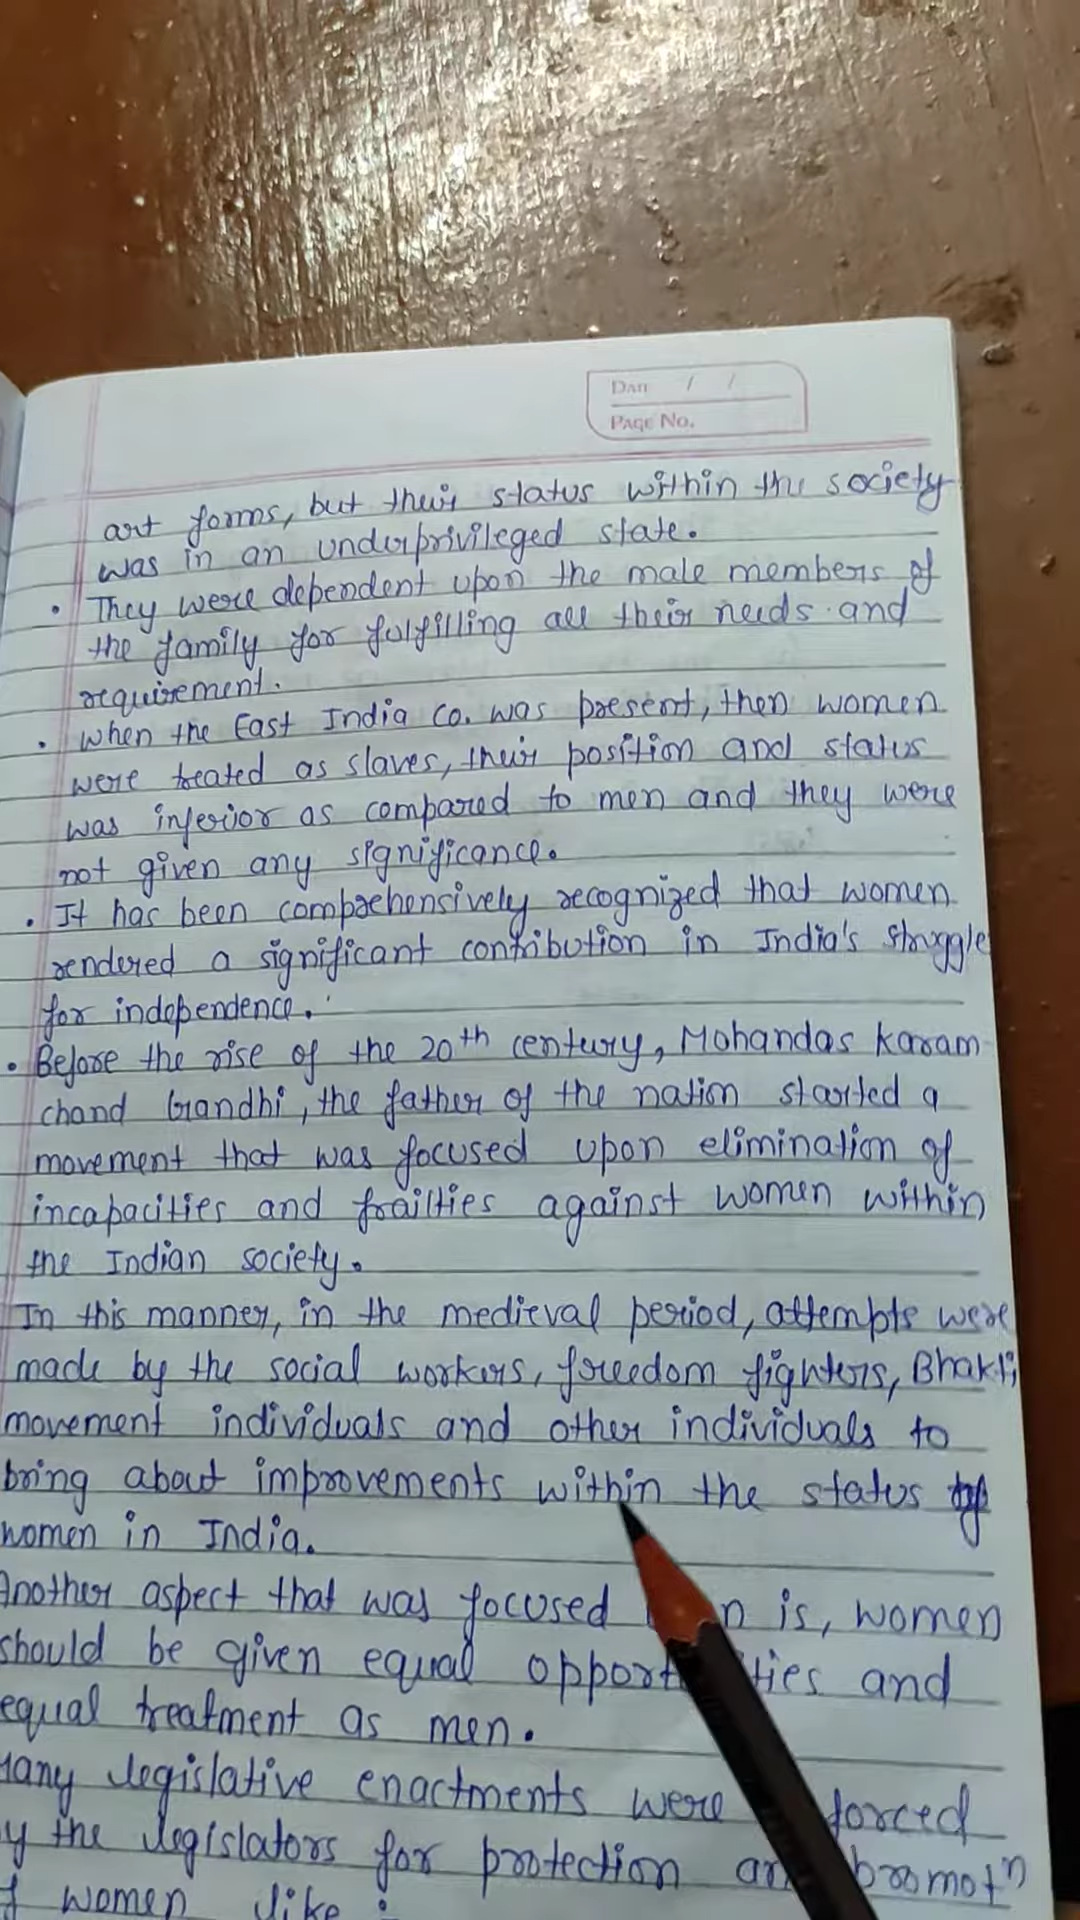 Date / /
Page No.
art forms, but their status within the society
was in an underprivileged state.
• They were dependent upon the male members of
the family for fulfilling all their needs and
requirement.
• When the East India Co. was present, then women
were treated as slaves, their position and status
was inferior as compared to men and they were
not given any significance.
• It has been comprehensively recognized that women
rendered a significant contribution in India's struggle
for independence.
• Before the rise of the 20th century, Mohandas Karam
chand Gandhi, the father of the nation started a
movement that was focused upon elimination of
incapacities and frailties against women within
the Indian society.
In this manner, in the medieval period, attempts were
made by the social workers, freedom fighters, Bhakti
movement individuals and other individuals to
bring about improvements within the status of
women in India.
Another aspect that was focused is, women
should be given equal and
equal treatment as men.
legislative enactments were forced
the legislators for protection promotn
women like :